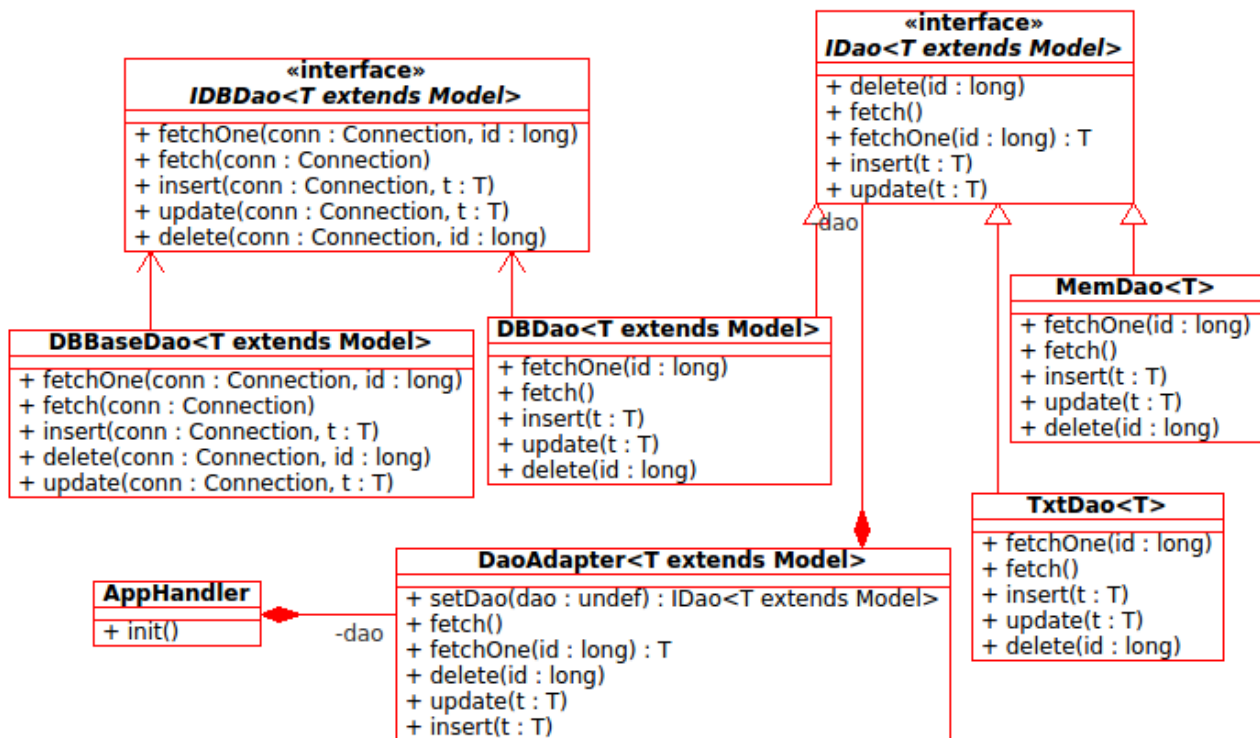 «interface»
IDBDao<T extends Model>
+ fetchOne(conn : Connection, id : long)
+ fetch(conn : Connection)
+ insert(conn : Connection, t : T)
+ update(conn : Connection, t : T)
+ delete(conn : Connection, id : long)
«interface»
IDao<T extends Model>
+ delete(id : long)
+ fetch()
+ fetchOne(id : long) : T
+ insert(t : T)
+ update(t : T)
-dao
DBBaseDao<T extends Model>
+ fetchOne(conn : Connection, id : long)
+ fetch(conn : Connection)
+ insert(conn : Connection, t : T)
+ delete(conn : Connection, id : long)
+ update(conn : Connection, t : T)
DBDao<T extends Model>
+ fetchOne(id : long)
+ fetch()
+ insert(t : T)
+ update(t : T)
+ delete(id : long)
MemDao<T>
+ fetchOne(id : long)
+ fetch()
+ insert(t : T)
+ update(t : T)
+ delete(id : long)
TxtDao<T>
+ fetchOne(id : long)
+ fetch()
+ insert(t : T)
+ update(t : T)
+ delete(id : long)
AppHandler
+ init()
-dao
DaoAdapter<T extends Model>
+ setDao(dao : undef) : IDao<T extends Model>
+ fetch()
+ fetchOne(id : long) : T
+ delete(id : long)
+ update(t : T)
+ insert(t : T)